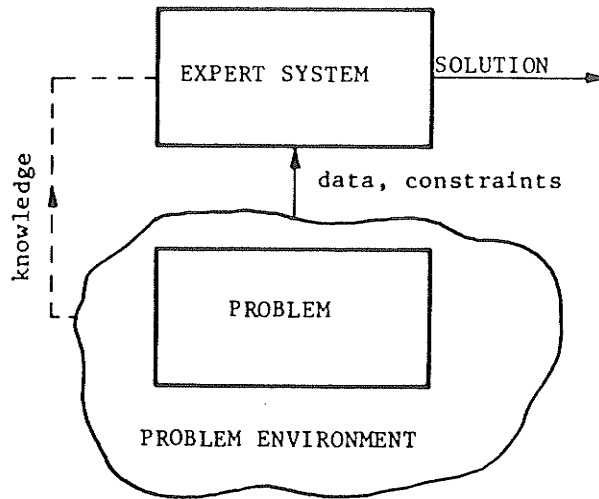 EXPERT SYSTEM
SOLUTION
data, constraints
knowledge
PROBLEM
PROBLEM ENVIRONMENT